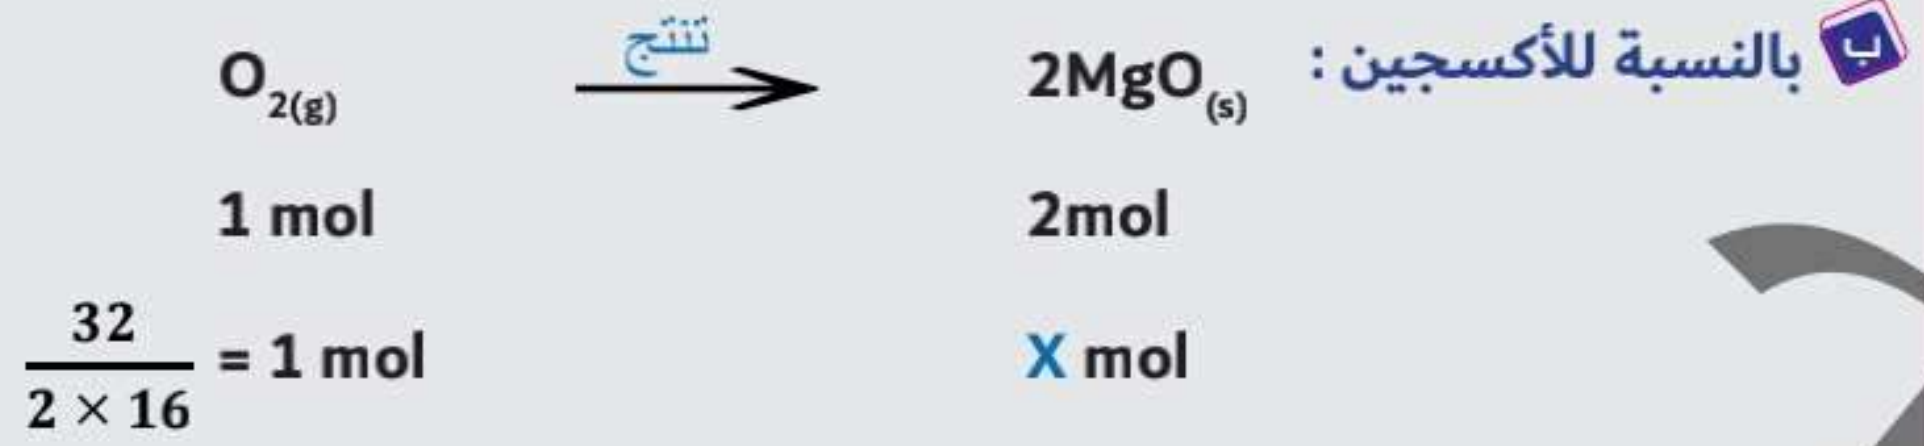 ب بالنسبة للأكسجين :
O₂(g) تنتج ⟶ 2MgO(s)
1 mol 2mol
32 / 2 × 16 = 1 mol X mol